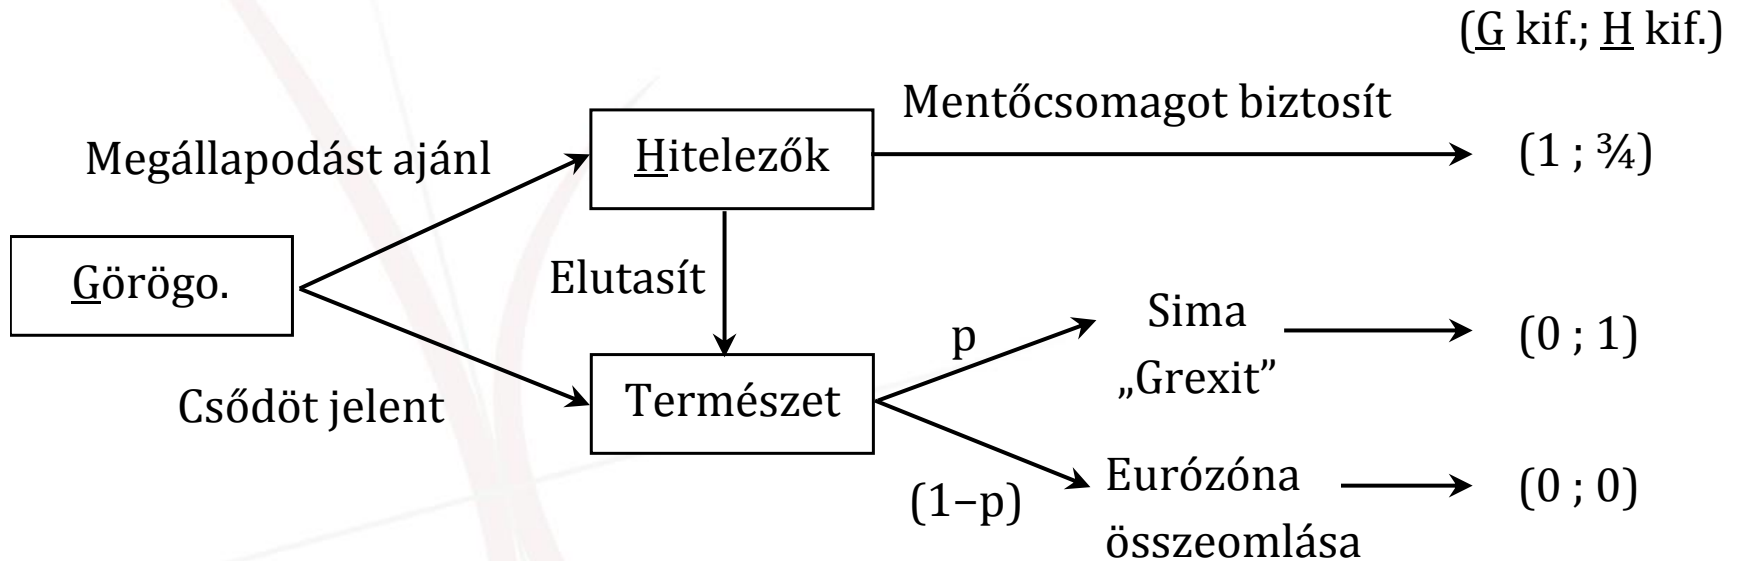 (G kif.; H kif.)
Mentőcsomagot biztosít
Megállapodást ajánl
Hitelezők
(1 ; ¾)
Görögo.
Elutasít
Sima
„Grexit”
p
(0 ; 1)
Csődöt jelent
Természet
Eurózóna
összeomlása
(1–p)
(0 ; 0)